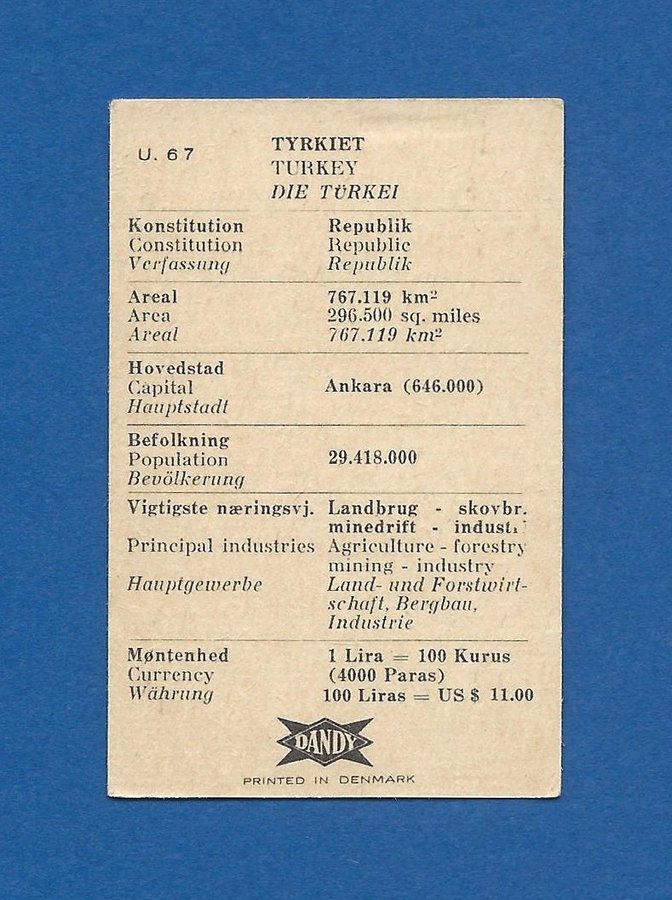 U. 67
TYRKIET
TURKEY
DIE TÜRKEI
Konstitution Republik
Constitution Republic
Verfassung Republik
Areal 767.119 km²
Area 296.500 sq. miles
Areal 767.119 km²
Hovedstad
Capital Ankara (646.000)
Hauptstadt
Befolkning
Population 29.418.000
Bevölkerung
Vigtigste næringsvj. Landbrug - skovbr.
minedrift - industri
Principal industries Agriculture - forestry
mining - industry
Hauptgewerbe Land- und Forstwirt-
schaft, Bergbau,
Industrie
Møntenhed 1 Lira = 100 Kurus
Currency (4000 Paras)
Währung 100 Liras = US $ 11.00
DANDY
PRINTED IN DENMARK